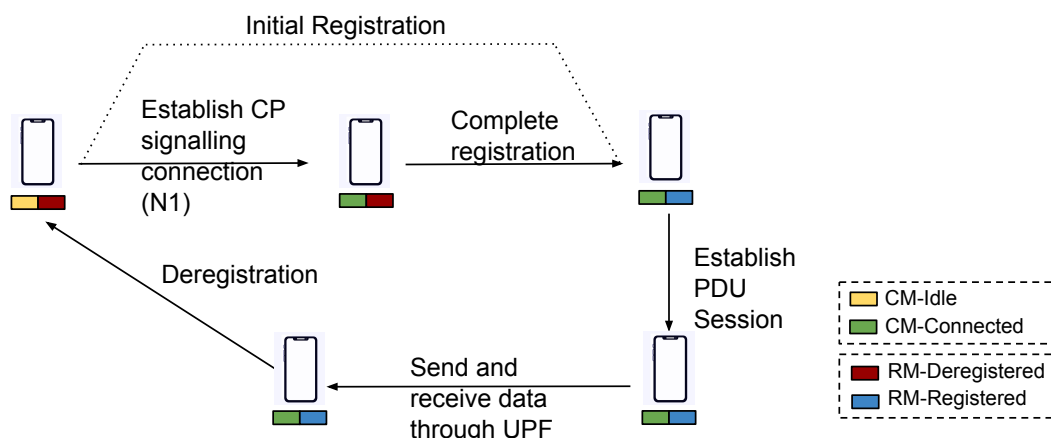 Initial Registration
Establish CP
signalling
connection
(N1)
Complete
registration
Establish
PDU
Session
Deregistration
Send and
receive data
through UPF
CM-Idle
CM-Connected
RM-Deregistered
RM-Registered